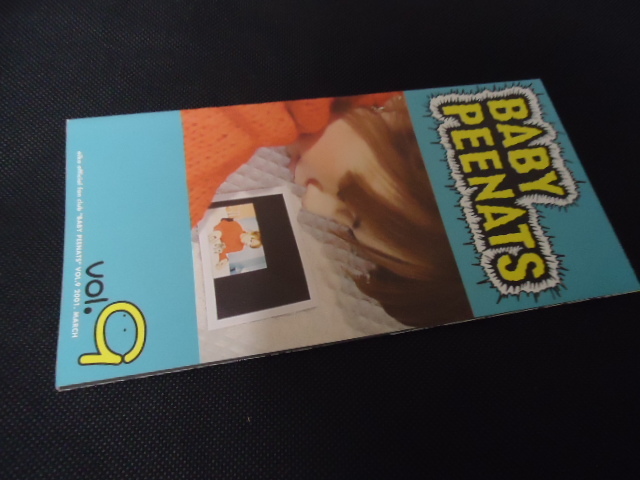 BABY
PEENATS
vol.9
aiko official fan club "BABY PEENATS" VOL.9 2001. MARCH